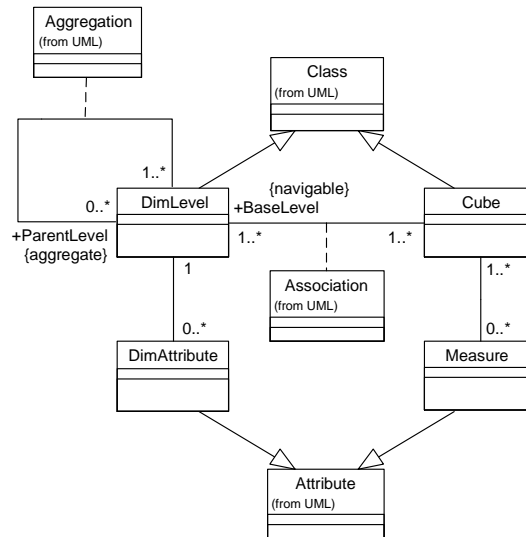 Aggregation
(from UML)
Class
(from UML)
1..*
0..*
DimLevel
{navigable}
+BaseLevel
Cube
+ParentLevel
{aggregate}
1..*
1..*
1
1..*
Association
(from UML)
0..*
0..*
DimAttribute
Measure
Attribute
(from UML)